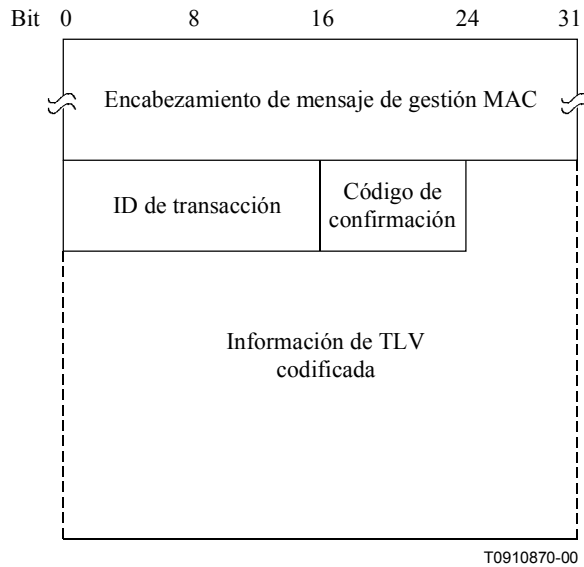 Bit 0 8 16 24 31
Encabezamiento de mensaje de gestión MAC
ID de transacción
Código de
confirmación
Información de TLV
codificada
T0910870-00